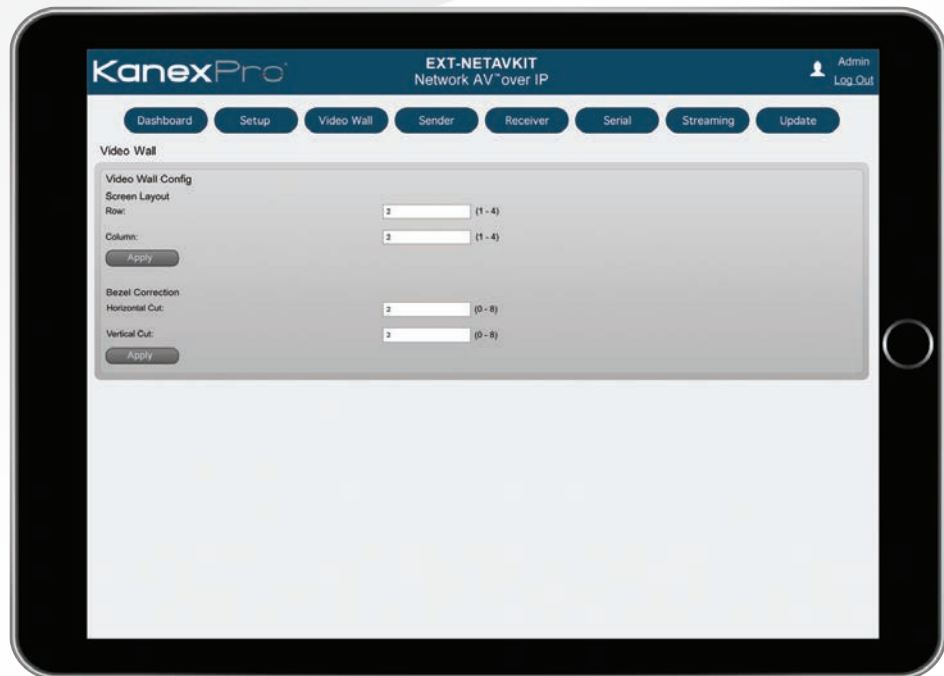 KanexPro
EXT-NETAVKIT
Network AV™over IP
Admin
Log Out
Dashboard Setup Video Wall Sender Receiver Serial Streaming Update
Video Wall
Video Wall Config
Screen Layout
Row: 2 (1 - 4)
Column: 2 (1 - 4)
Apply
Bezel Correction
Horizontal Cut: 2 (0 - 8)
Vertical Cut: 2 (0 - 8)
Apply